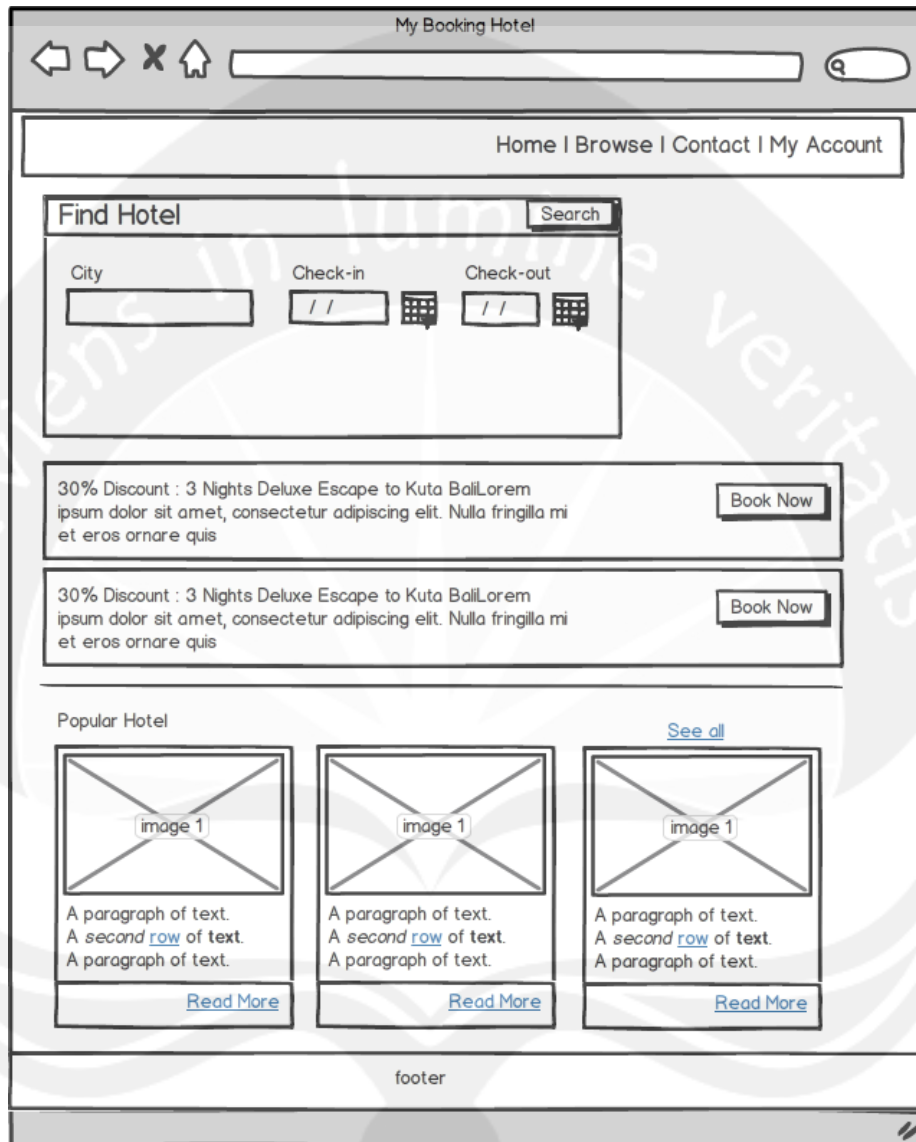 My Booking Hotel
Home | Browse | Contact | My Account
Find Hotel
Search
City
Check-in
Check-out
/ /
/ /
30% Discount : 3 Nights Deluxe Escape to Kuta BaliLorem
ipsum dolor sit amet, consectetur adipiscing elit. Nulla fringilla mi
et eros ornare quis
Book Now
30% Discount : 3 Nights Deluxe Escape to Kuta BaliLorem
ipsum dolor sit amet, consectetur adipiscing elit. Nulla fringilla mi
et eros ornare quis
Book Now
Popular Hotel
See all
image 1
A paragraph of text.
A second row of text.
A paragraph of text.
Read More
image 1
A paragraph of text.
A second row of text.
A paragraph of text.
Read More
image 1
A paragraph of text.
A second row of text.
A paragraph of text.
Read More
footer
in lumine veritatis